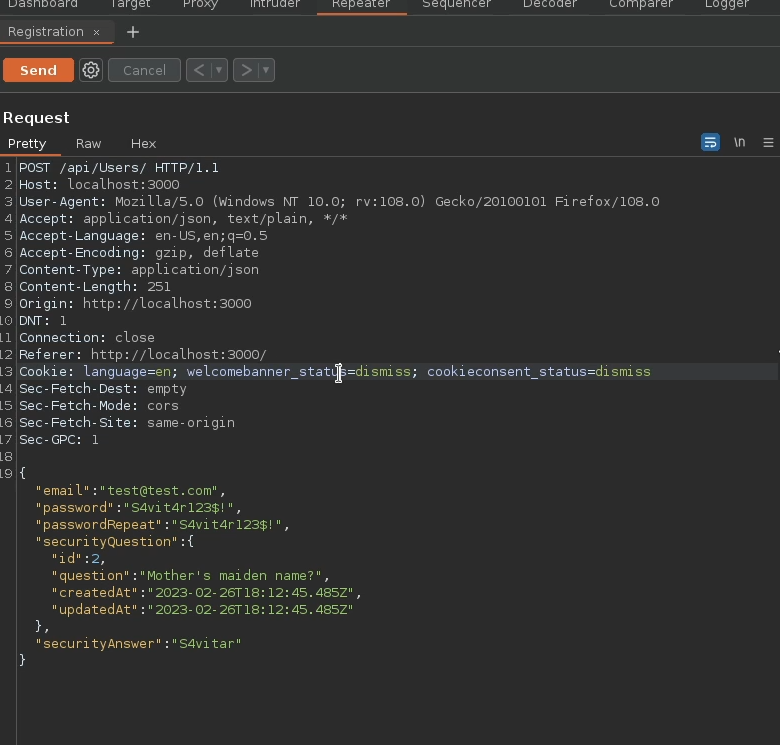 Dashboard Target Proxy Intruder Repeater Sequencer Decoder Comparer Logger
Registration × +
Send Cancel < ▾ > ▾
Request
Pretty Raw Hex \n
1 POST /api/Users/ HTTP/1.1
2 Host: localhost:3000
3 User-Agent: Mozilla/5.0 (Windows NT 10.0; rv:108.0) Gecko/20100101 Firefox/108.0
4 Accept: application/json, text/plain, */*
5 Accept-Language: en-US,en;q=0.5
6 Accept-Encoding: gzip, deflate
7 Content-Type: application/json
8 Content-Length: 251
9 Origin: http://localhost:3000
10 DNT: 1
11 Connection: close
12 Referer: http://localhost:3000/
13 Cookie: language=en; welcomebanner_status=dismiss; cookieconsent_status=dismiss
14 Sec-Fetch-Dest: empty
15 Sec-Fetch-Mode: cors
16 Sec-Fetch-Site: same-origin
17 Sec-GPC: 1
18
19 {
"email":"test@test.com",
"password":"S4vit4r123$!",
"passwordRepeat":"S4vit4r123$!",
"securityQuestion":{
"id":2,
"question":"Mother's maiden name?",
"createdAt":"2023-02-26T18:12:45.485Z",
"updatedAt":"2023-02-26T18:12:45.485Z"
},
"securityAnswer":"S4vitar"
}